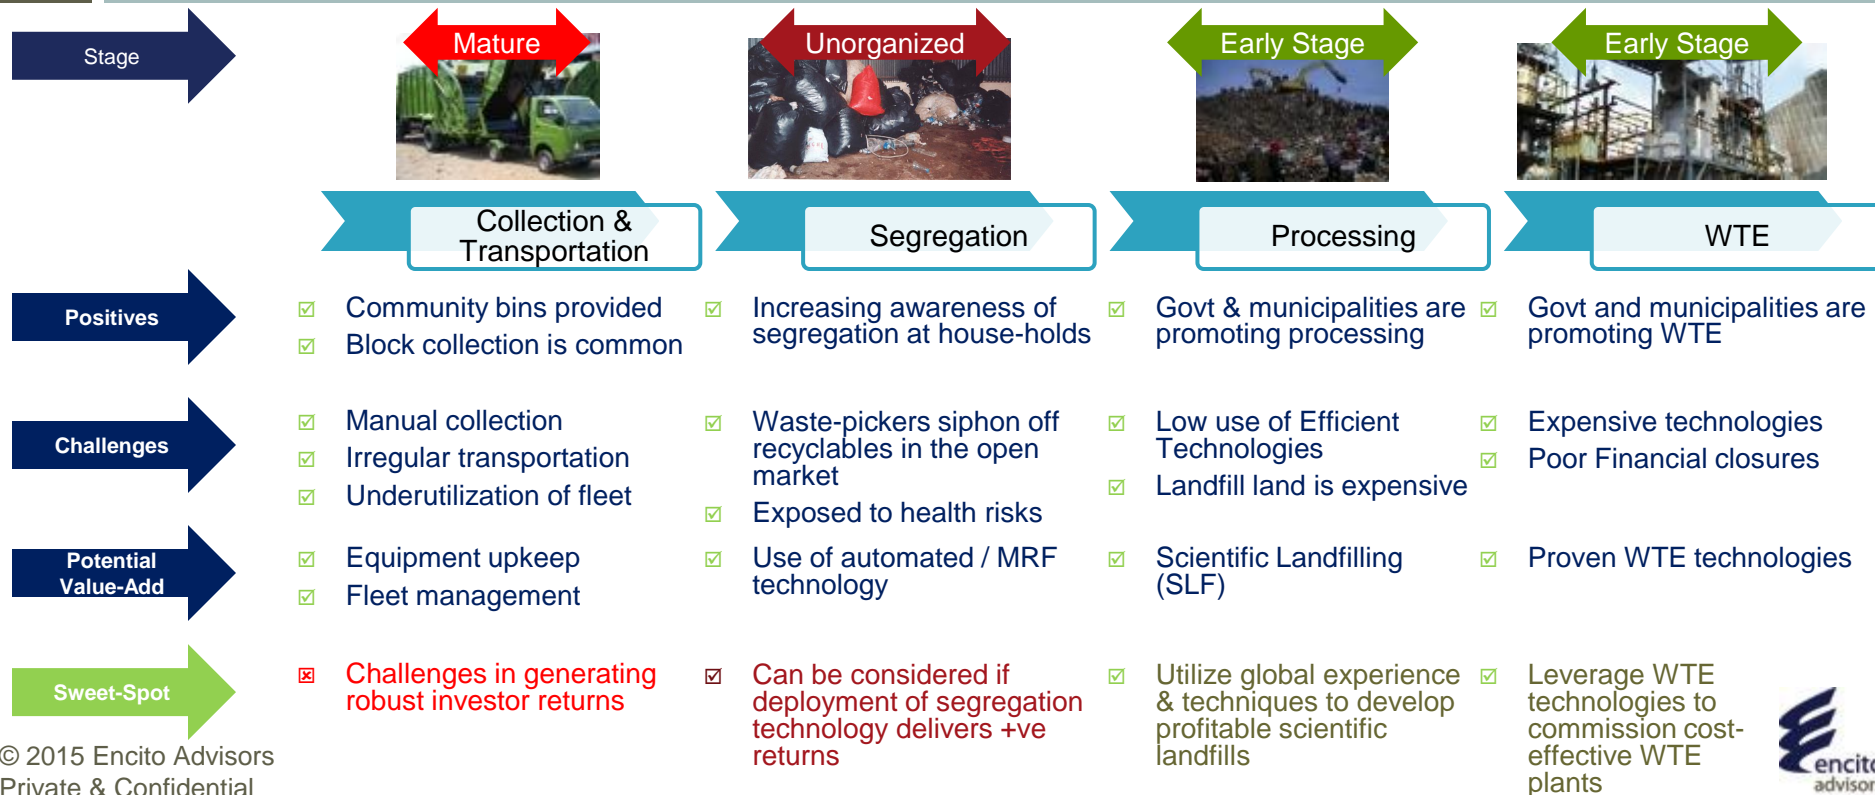 Stage
Mature
Unorganized
Early Stage
Early Stage
Collection &
Transportation
Segregation
Processing
WTE
Positives
Community bins provided
Block collection is common
Increasing awareness of
segregation at house-holds
Govt & municipalities are
promoting processing
Govt and municipalities are
promoting WTE
Challenges
Manual collection
Irregular transportation
Underutilization of fleet
Waste-pickers siphon off
recyclables in the open
market
Exposed to health risks
Low use of Efficient
Technologies
Landfill land is expensive
Expensive technologies
Poor Financial closures
Potential
Value-Add
Equipment upkeep
Fleet management
Use of automated / MRF
technology
Scientific Landfilling
(SLF)
Proven WTE technologies
Sweet-Spot
Challenges in generating
robust investor returns
Can be considered if
deployment of segregation
technology delivers +ve
returns
Utilize global experience
& techniques to develop
profitable scientific
landfills
Leverage WTE
technologies to
commission cost-
effective WTE
plants
© 2015 Encito Advisors
Private & Confidential
encito
advisor